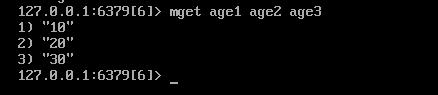 127.0.0.1:6379[6]> mget age1 age2 age3
1) "10"
2) "20"
3) "30"
127.0.0.1:6379[6]> _